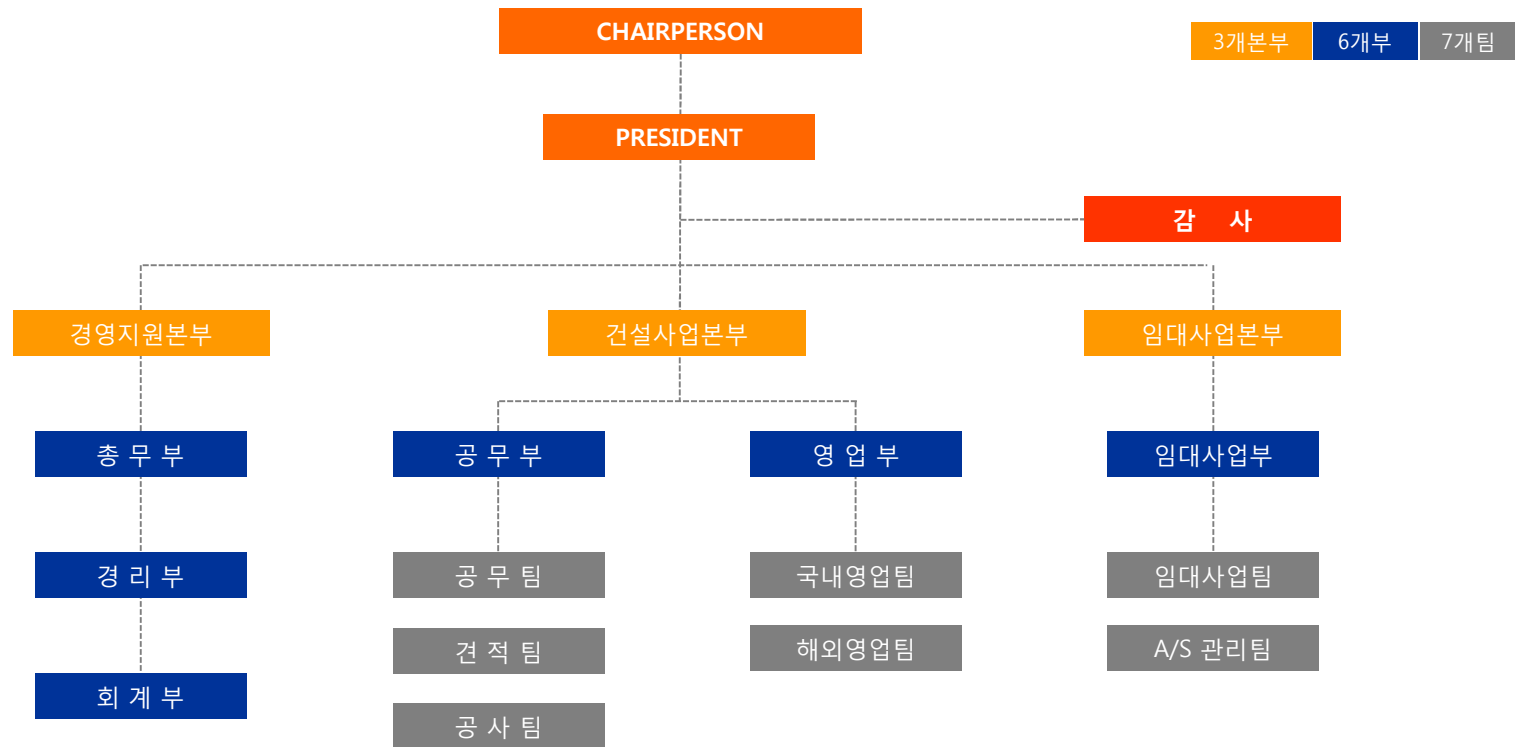 CHAIRPERSON
3개본부 6개부 7개팀
PRESIDENT
감 사
경영지원본부 건설사업본부 임대사업본부
총 무 부 공 무 부 영 업 부 임대사업부
경 리 부 공 무 팀 국내영업팀 임대사업팀
견 적 팀 해외영업팀 A/S 관리팀
회 계 부
공 사 팀